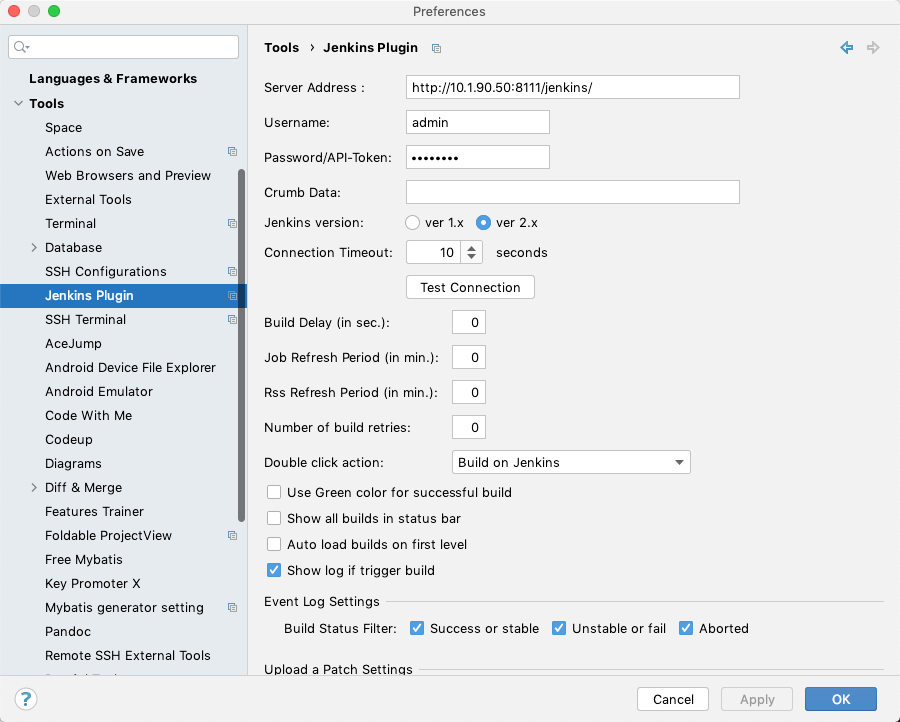 Preferences
Languages & Frameworks
Tools
Space
Actions on Save
Web Browsers and Preview
External Tools
Terminal
Database
SSH Configurations
Jenkins Plugin
SSH Terminal
AceJump
Android Device File Explorer
Android Emulator
Code With Me
Codeup
Diagrams
Diff & Merge
Features Trainer
Foldable ProjectView
Free Mybatis
Key Promoter X
Mybatis generator setting
Pandoc
Remote SSH External Tools
Tools › Jenkins Plugin
Server Address : http://10.1.90.50:8111/jenkins/
Username: admin
Password/API-Token: ••••••••
Crumb Data:
Jenkins version: ver 1.x ver 2.x
Connection Timeout: 10 seconds
Test Connection
Build Delay (in sec.): 0
Job Refresh Period (in min.): 0
Rss Refresh Period (in min.): 0
Number of build retries: 0
Double click action: Build on Jenkins
Use Green color for successful build
Show all builds in status bar
Auto load builds on first level
Show log if trigger build
Event Log Settings
Build Status Filter: Success or stable Unstable or fail Aborted
Upload a Patch Settings
? Cancel Apply OK